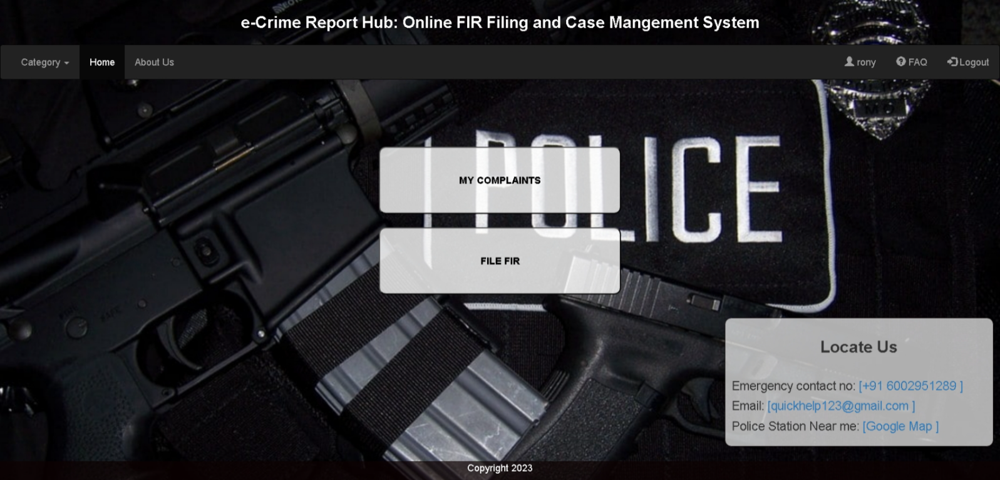 e-Crime Report Hub: Online FIR Filing and Case Mangement System
Category Home About Us rony FAQ Logout
POLICE
MO
MY COMPLAINTS
FILE FIR
Locate Us
Emergency contact no: [+91 6002951289 ]
Email: [quickhelp123@gmail.com ]
Police Station Near me: [Google Map ]
Copyright 2023